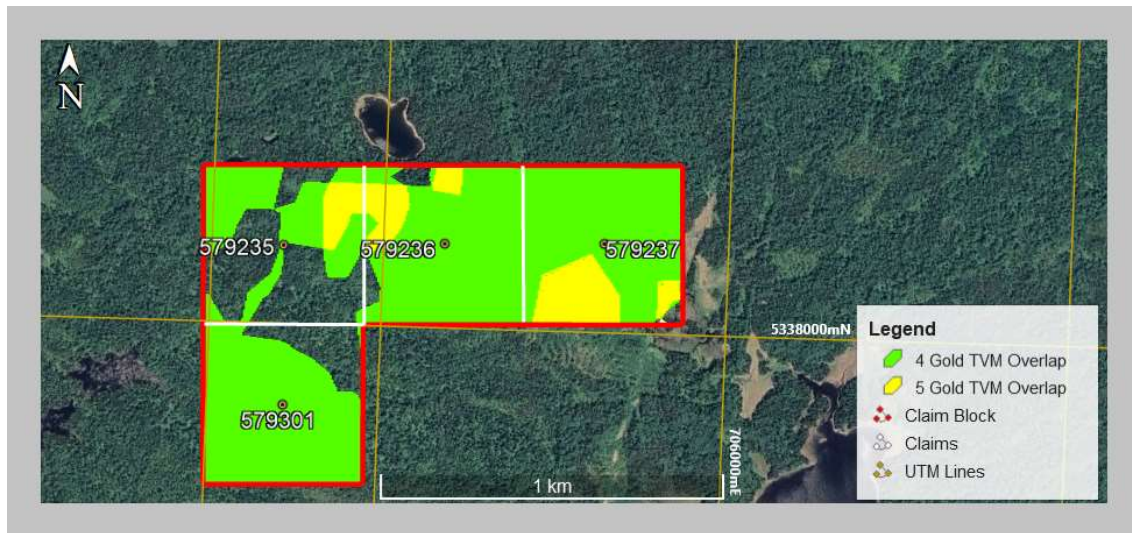 N
579235
579236
579237
5338000mN
579301
706000mE
1 km
Legend
4 Gold TVM Overlap
5 Gold TVM Overlap
Claim Block
Claims
UTM Lines